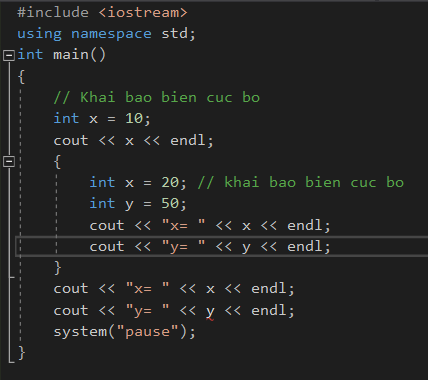 #include <iostream>
using namespace std;
int main()
{
// Khai bao bien cuc bo
int x = 10;
cout << x << endl;
{
int x = 20; // khai bao bien cuc bo
int y = 50;
cout << "x= " << x << endl;
cout << "y= " << y << endl;
}
cout << "x= " << x << endl;
cout << "y= " << y << endl;
system("pause");
}